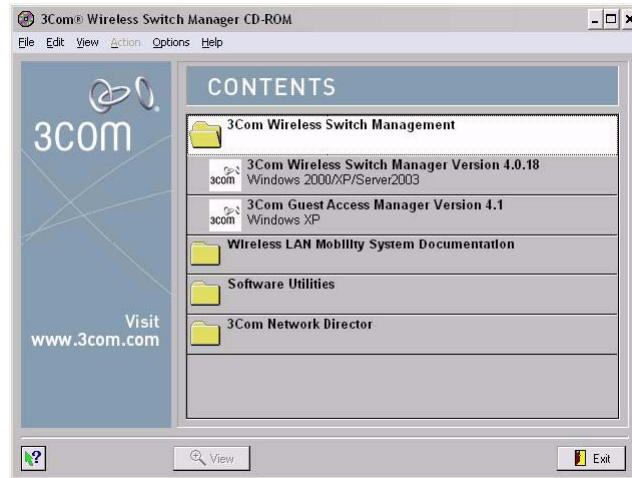 3Com® Wireless Switch Manager CD-ROM
File Edit View Action Options Help
3COM
CONTENTS
3Com Wireless Switch Management
3com
3Com Wireless Switch Manager Version 4.0.18
Windows 2000/XP/Server2003
3com
3Com Guest Access Manager Version 4.1
Windows XP
Wireless LAN Mobility System Documentation
Software Utilities
3Com Network Director
Visit
www.3com.com
? View Exit